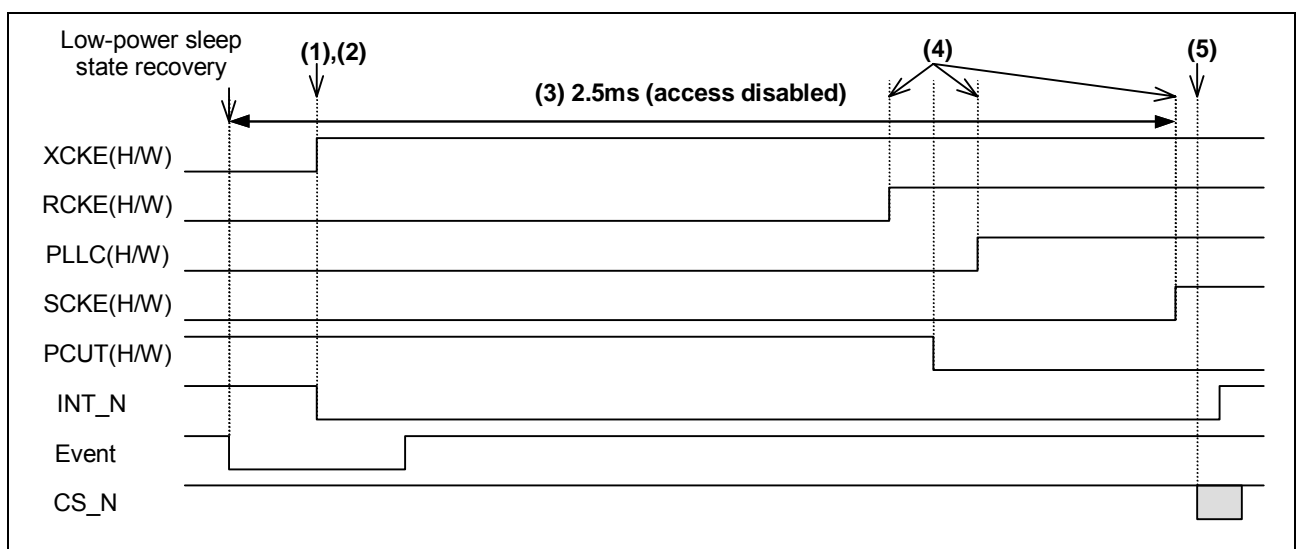 Low-power sleep
state recovery
(1),(2)
(4)
(5)
(3) 2.5ms (access disabled)
XCKE(H/W)
RCKE(H/W)
PLLC(H/W)
SCKE(H/W)
PCUT(H/W)
INT_N
Event
CS_N